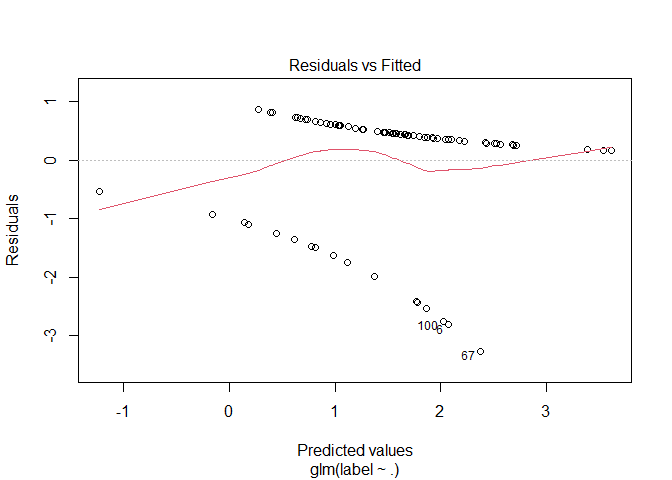 Residuals vs Fitted
Residuals
1
0
-1
-2
-3
100
6
67
-1 0 1 2 3
Predicted values
glm(label ~ .)